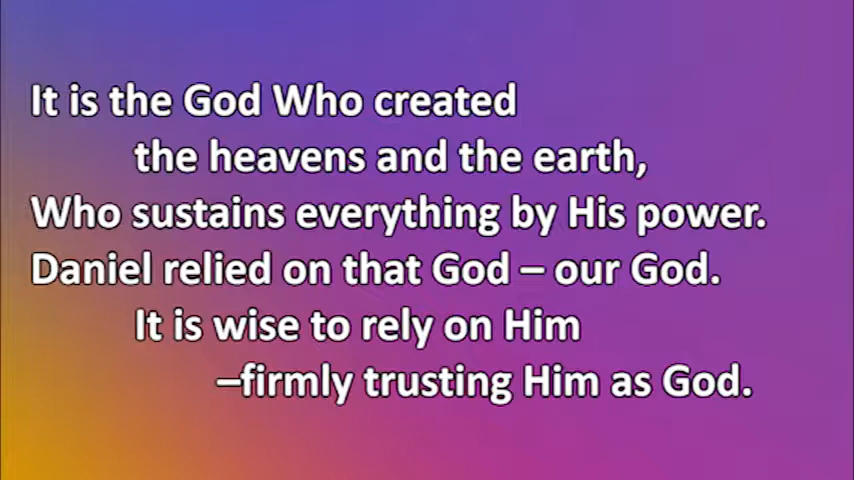 It is the God Who created
the heavens and the earth,
Who sustains everything by His power.
Daniel relied on that God – our God.
It is wise to rely on Him
–firmly trusting Him as God.